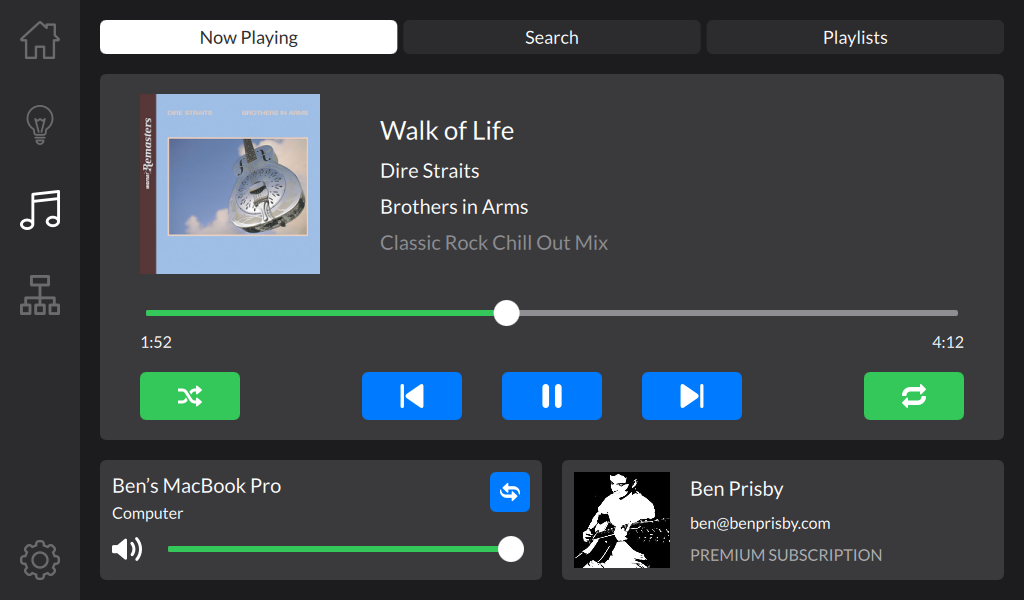 Now Playing
Search
Playlists
DIRE STRAITS
BROTHERS IN ARMS
Remasters
Walk of Life
Dire Straits
Brothers in Arms
Classic Rock Chill Out Mix
1:52
4:12
Ben’s MacBook Pro
Computer
Ben Prisby
ben@benprisby.com
PREMIUM SUBSCRIPTION